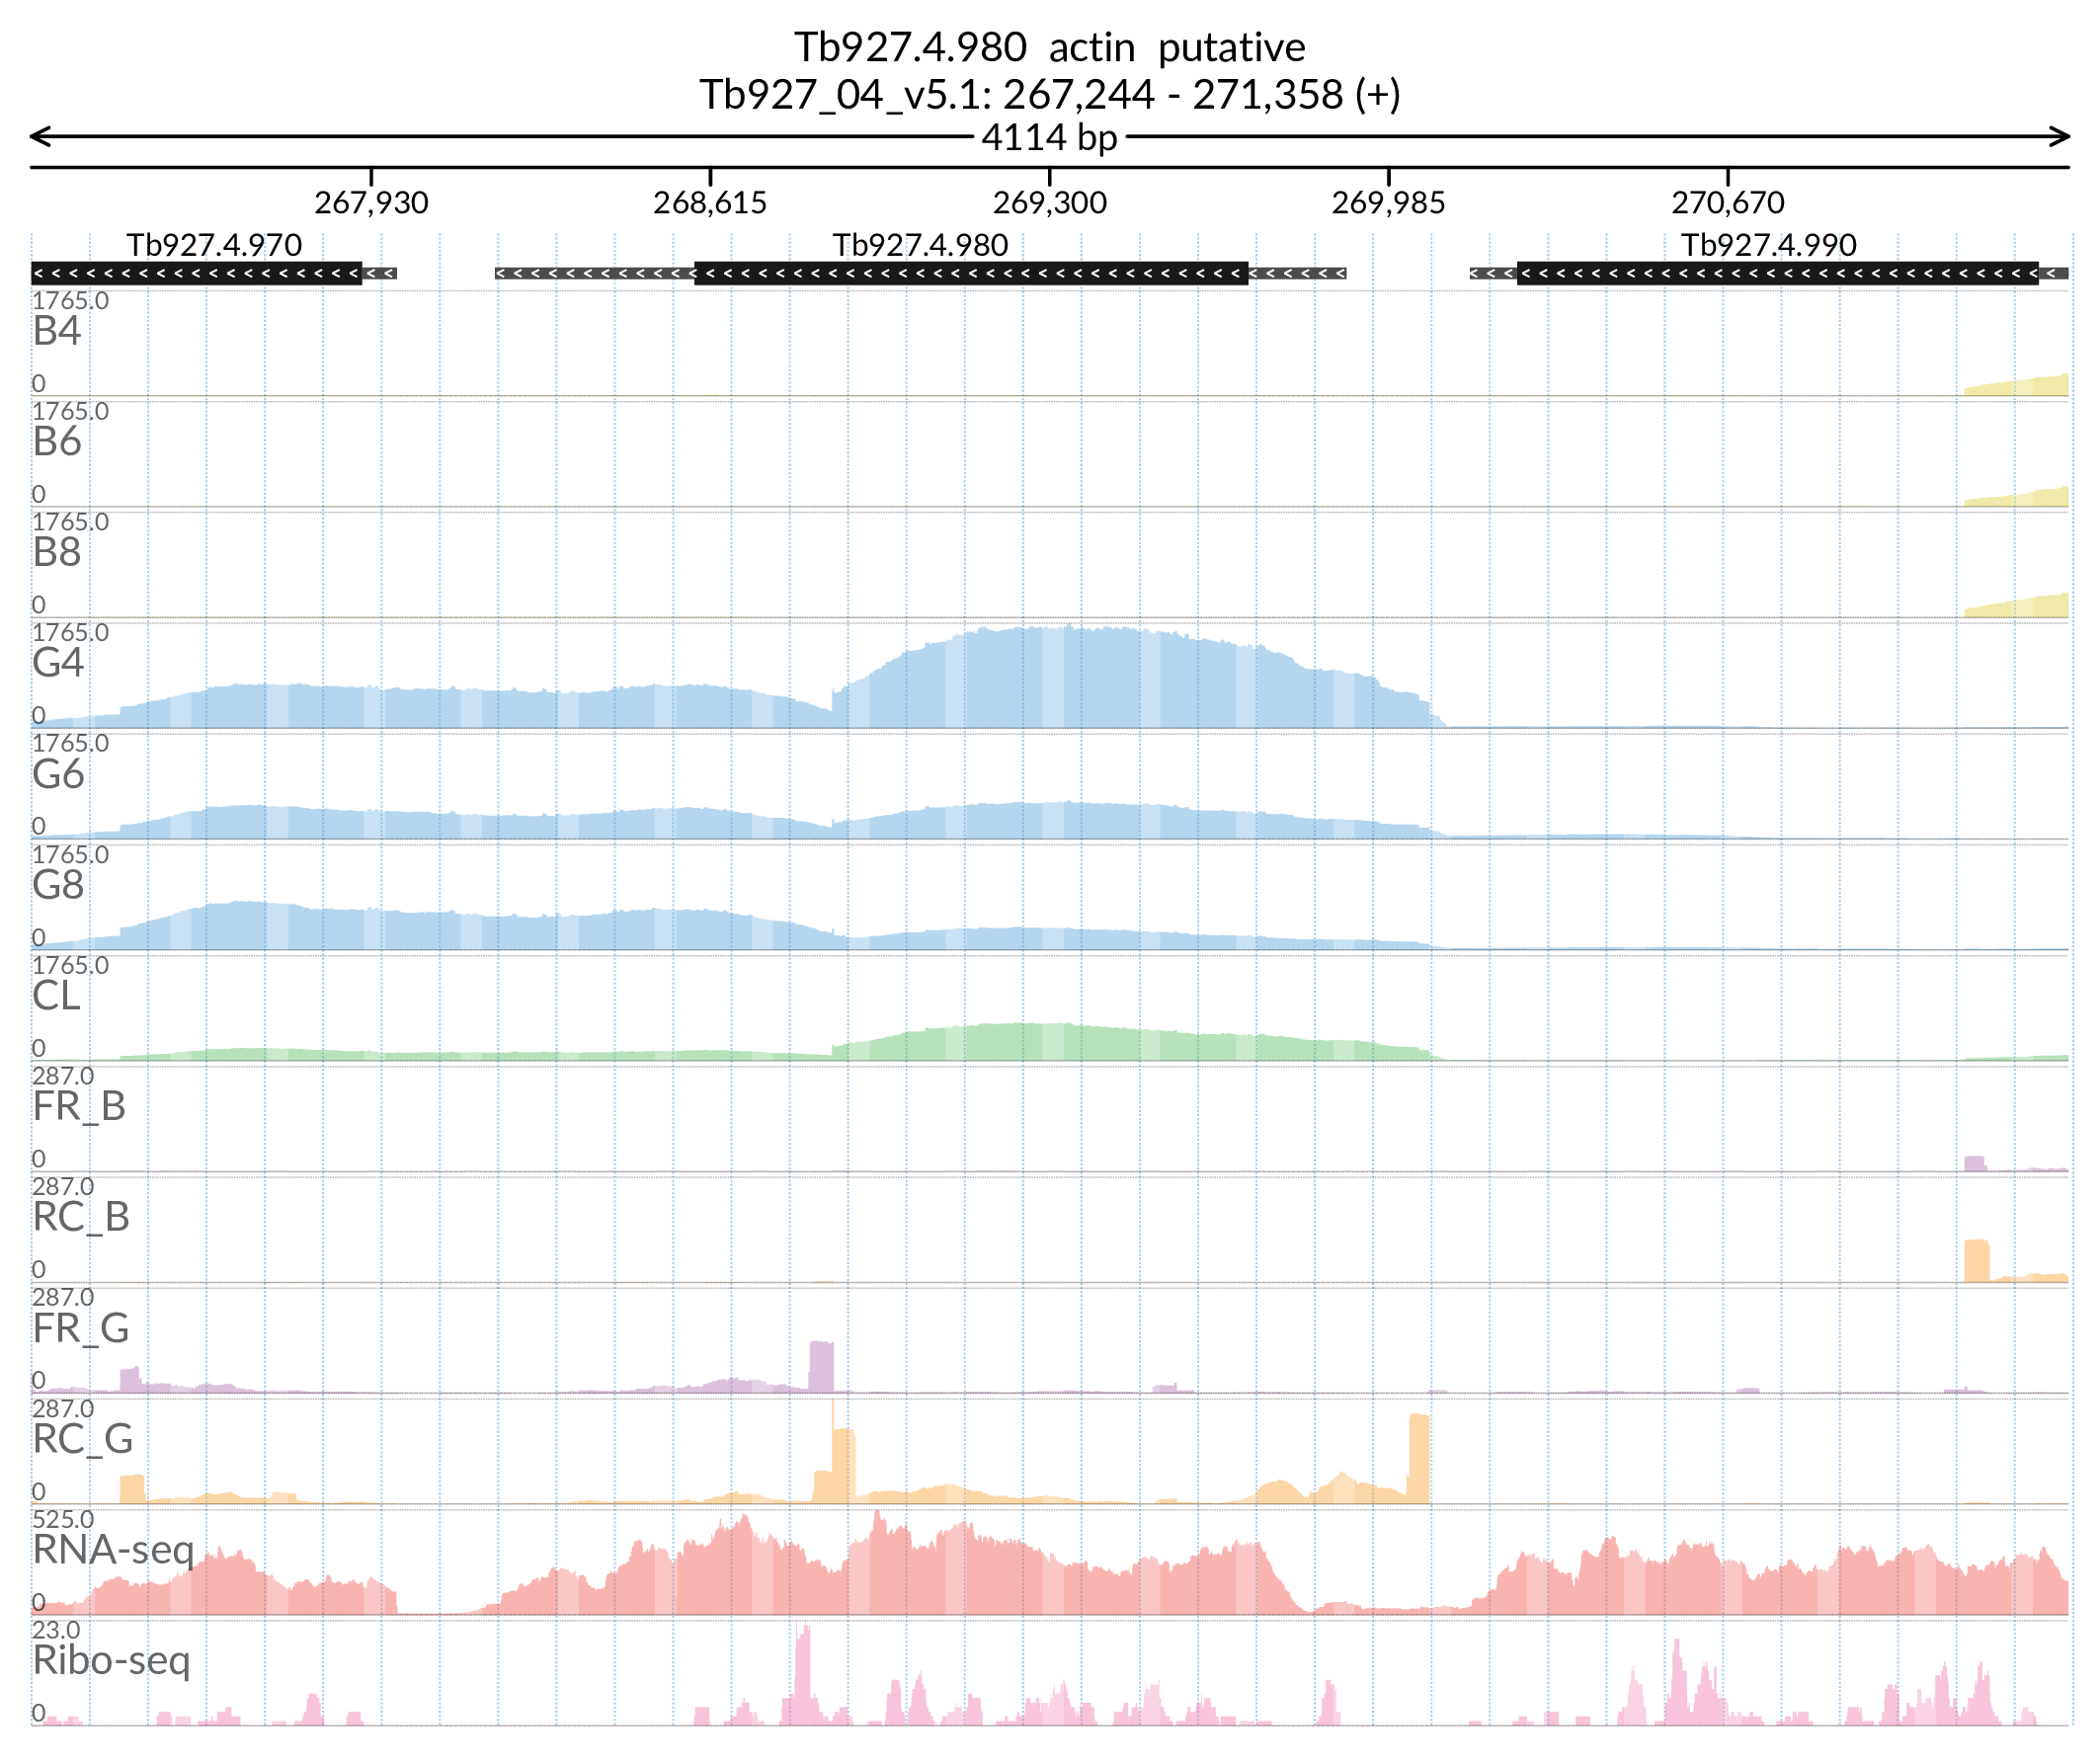 Tb927.4.980 actin putative
Tb927_04_v5.1: 267,244 - 271,358 (+)
4114 bp
267,930 268,615 269,300 269,985 270,670
Tb927.4.970 Tb927.4.980 Tb927.4.990
1765.0
B4
0
1765.0
B6
0
1765.0
B8
0
1765.0
G4
0
1765.0
G6
0
1765.0
G8
0
1765.0
CL
0
287.0
FR_B
0
287.0
RC_B
0
287.0
FR_G
0
287.0
RC_G
0
525.0
RNA-seq
0
23.0
Ribo-seq
0